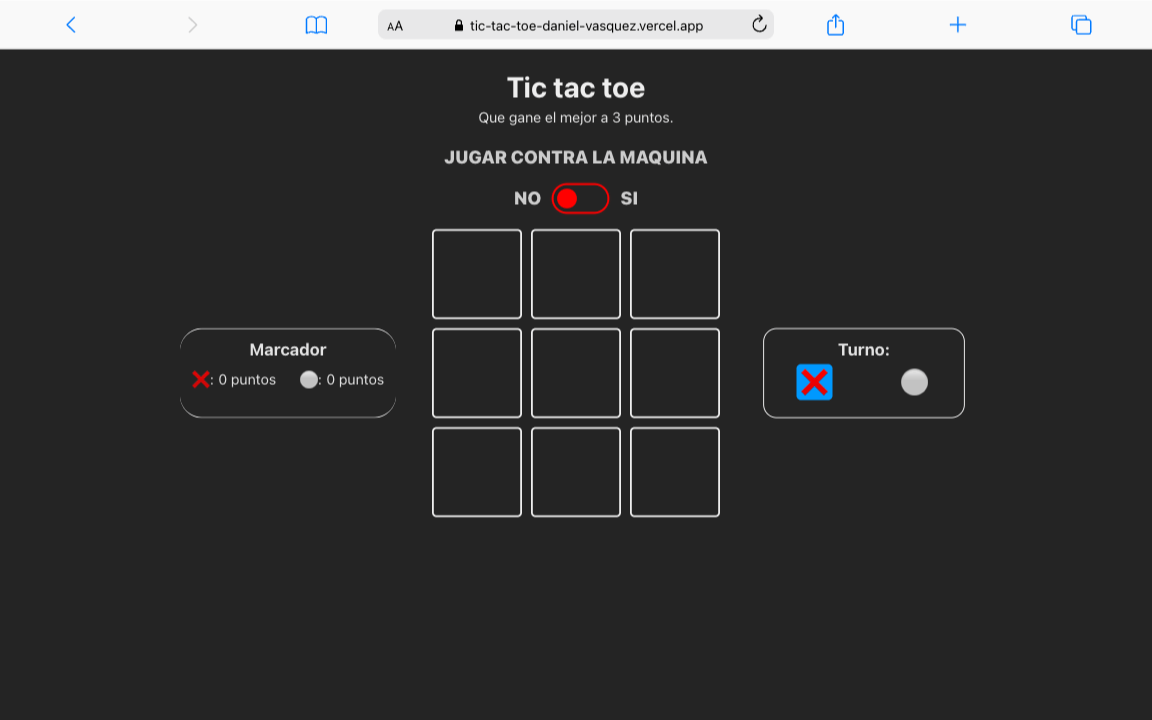 AA tic-tac-toe-daniel-vasquez.vercel.app
Tic tac toe
Que gane el mejor a 3 puntos.
JUGAR CONTRA LA MAQUINA
NO SI
Marcador
❌: 0 puntos ⚪: 0 puntos
Turno:
❌ ⚪